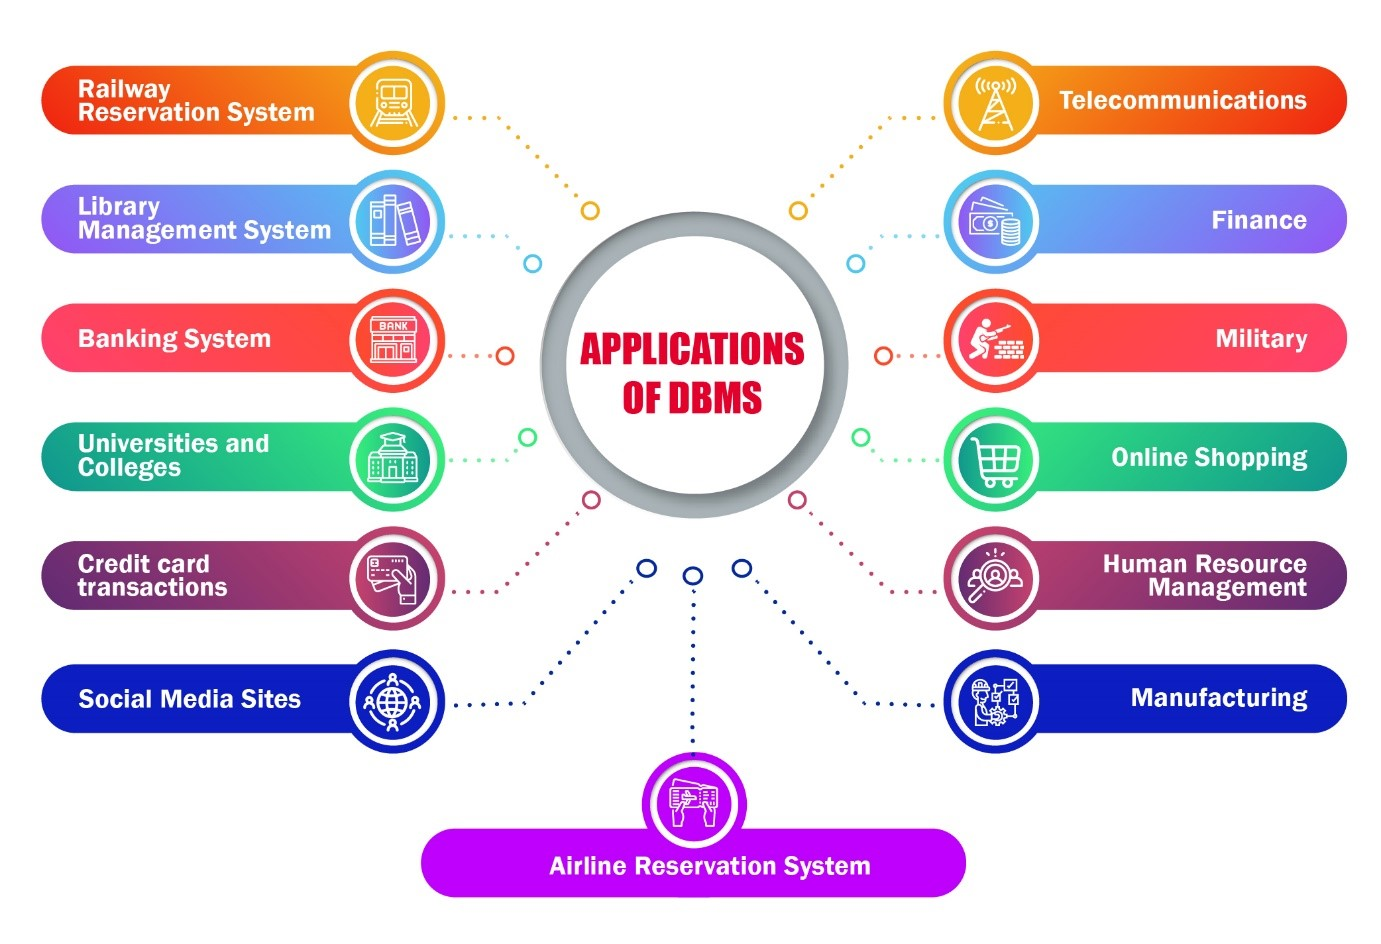 Railway
Reservation System
Library
Management System
Banking System
BANK
Universities and
Colleges
Credit card
transactions
Social Media Sites
APPLICATIONS
OF DBMS
Telecommunications
Finance
$
Military
Online Shopping
Human Resource
Management
Manufacturing
Airline Reservation System